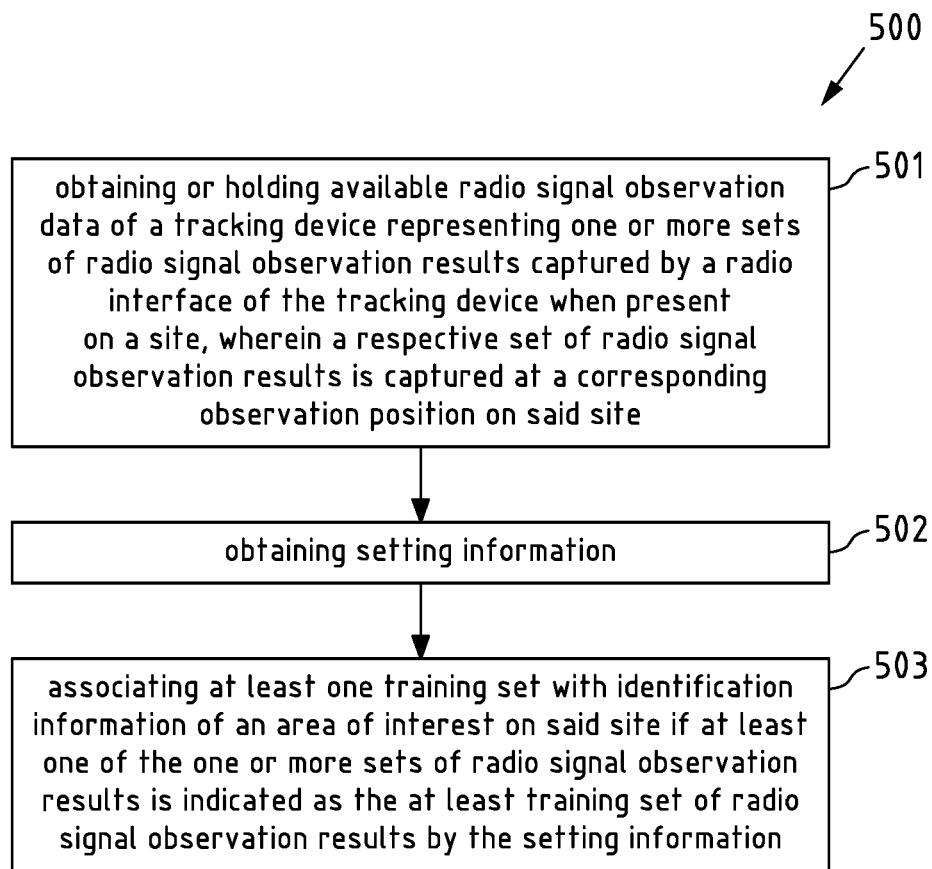 500
501
obtaining or holding available radio signal observation
data of a tracking device representing one or more sets
of radio signal observation results captured by a radio
interface of the tracking device when present
on a site, wherein a respective set of radio signal
observation results is captured at a corresponding
observation position on said site
502
obtaining setting information
503
associating at least one training set with identification
information of an area of interest on said site if at least
one of the one or more sets of radio signal observation
results is indicated as the at least training set of radio
signal observation results by the setting information